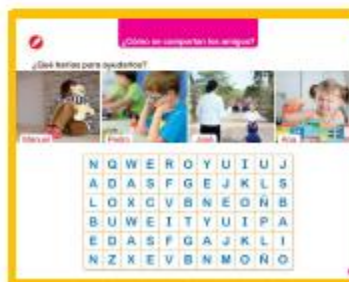 ¿Cómo se comportan los amigos?
¿Qué harías para ayudarlos?
Manuel Pedro José Ana
N Q W E R O Y U I U J
A D A S F G E J K L S
L O X C V B N E O Ñ B
B U W E I T Y U I P A
E D A S F G A J K L I
N Z X E V B N M O Ñ O